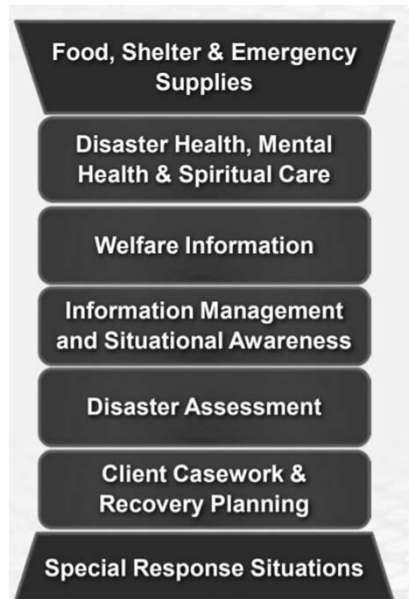 Food, Shelter & Emergency
Supplies
Disaster Health, Mental
Health & Spiritual Care
Welfare Information
Information Management
and Situational Awareness
Disaster Assessment
Client Casework &
Recovery Planning
Special Response Situations